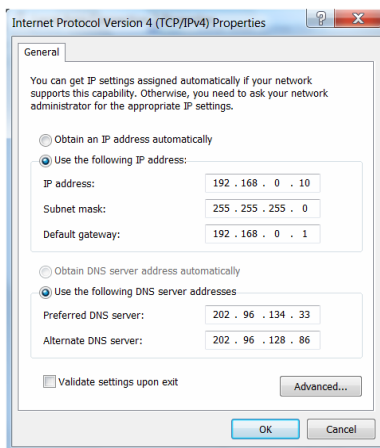 Internet Protocol Version 4 (TCP/IPv4) Properties
General
You can get IP settings assigned automatically if your network
supports this capability. Otherwise, you need to ask your network
administrator for the appropriate IP settings.
Obtain an IP address automatically
Use the following IP address:
IP address: 192 . 168 . 0 . 10
Subnet mask: 255 . 255 . 255 . 0
Default gateway: 192 . 168 . 0 . 1
Obtain DNS server address automatically
Use the following DNS server addresses
Preferred DNS server: 202 . 96 . 134 . 33
Alternate DNS server: 202 . 96 . 128 . 86
Validate settings upon exit
Advanced...
OK Cancel